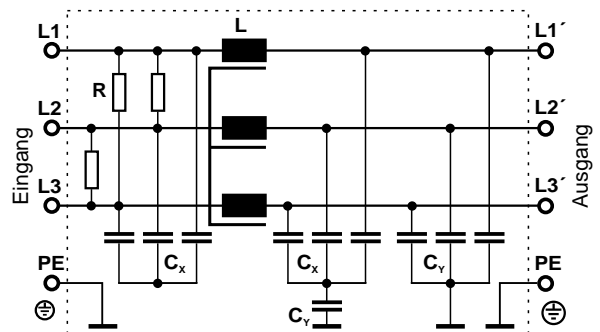 L1
L
L1´
R
L2
L2´
Eingang
Ausgang
L3
L3´
PE
Cx
Cx
CY
PE
CY